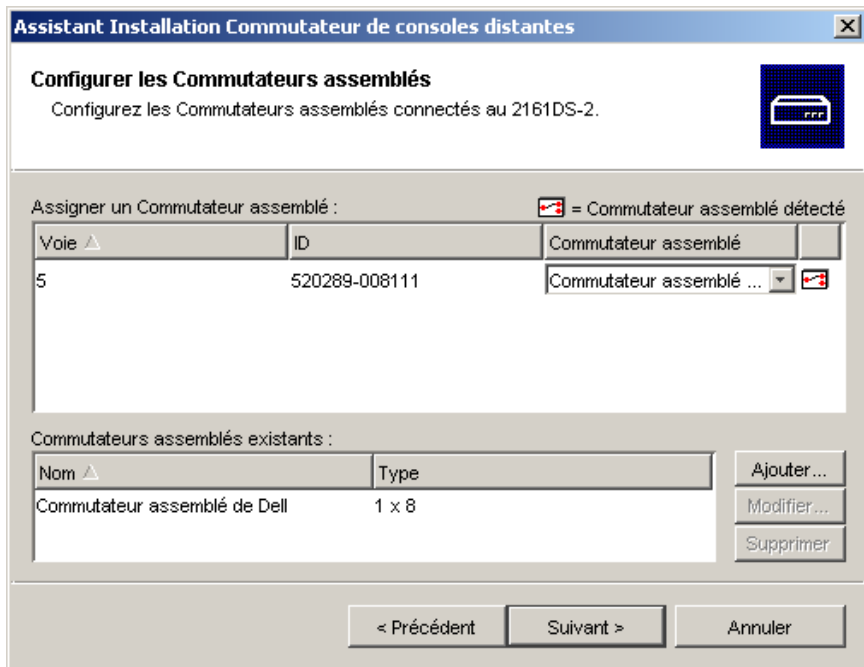 Assistant Installation Commutateur de consoles distantes
Configurer les Commutateurs assemblés
Configurez les Commutateurs assemblés connectés au 2161DS-2.
Assigner un Commutateur assemblé :
= Commutateur assemblé détecté
Voie ID Commutateur assemblé
5 520289-008111 Commutateur assemblé ...
Commutateurs assemblés existants :
Nom Type
Commutateur assemblé de Dell 1 x 8
Ajouter...
Modifier...
Supprimer
< Précédent Suivant > Annuler